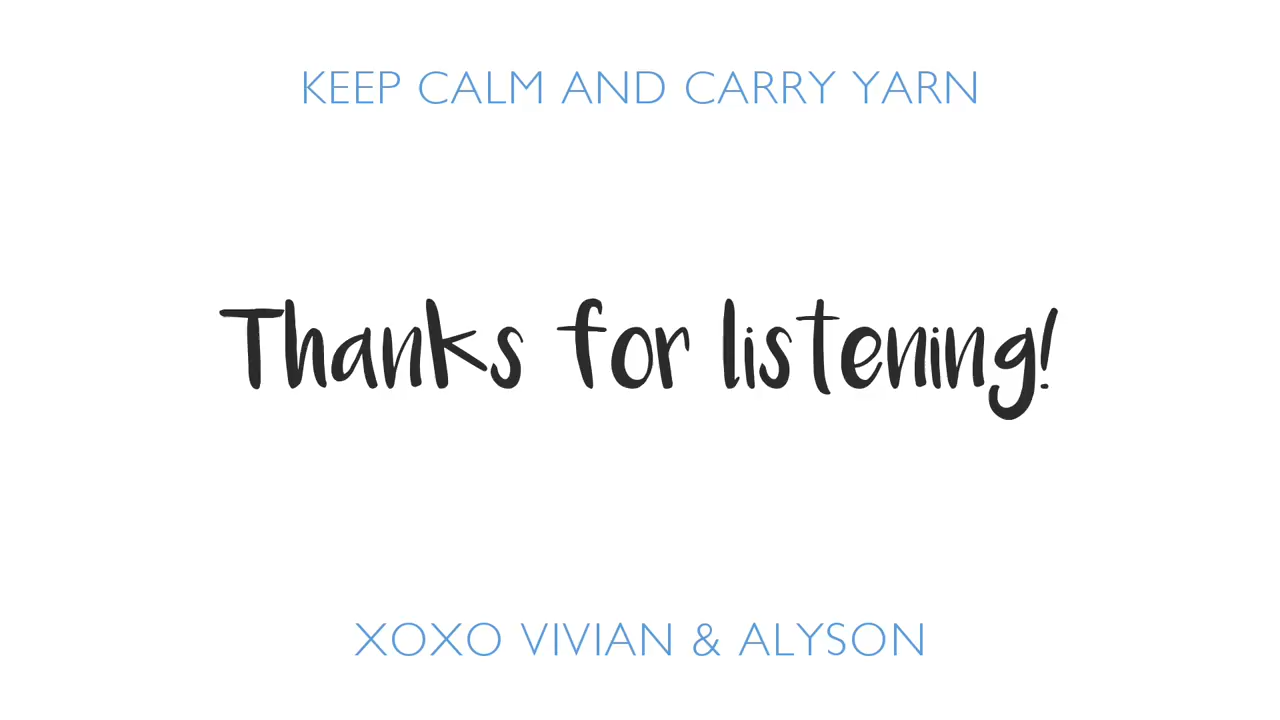 KEEP CALM AND CARRY YARN
Thanks for listening!
XOXO VIVIAN & ALYSON